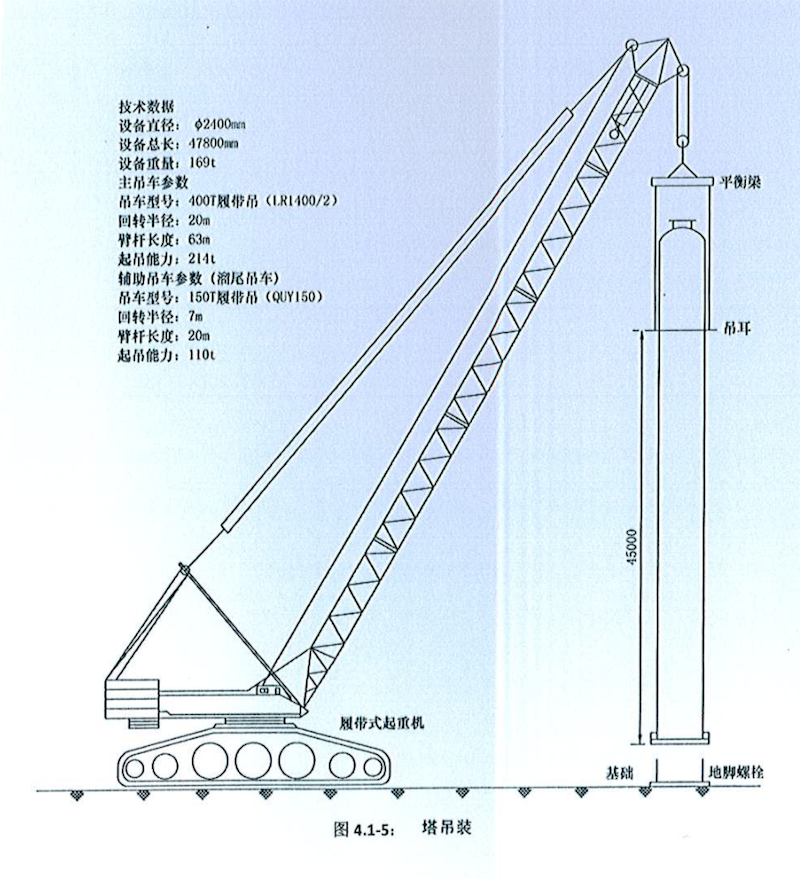 技术数据
设备直径：φ2400mm
设备总长：47800mm
设备重量：169t
主吊车参数
吊车型号：400T履带吊（LR1400/2）
回转半径：20m
臂杆长度：63m
起吊能力：214t
辅助吊车参数（溜尾吊车）
吊车型号：150T履带吊（QUY150）
回转半径：7m
臂杆长度：20m
起吊能力：110t
平衡梁
吊耳
45000
履带式起重机
基础
地脚螺栓
图 4.1-5： 塔吊装